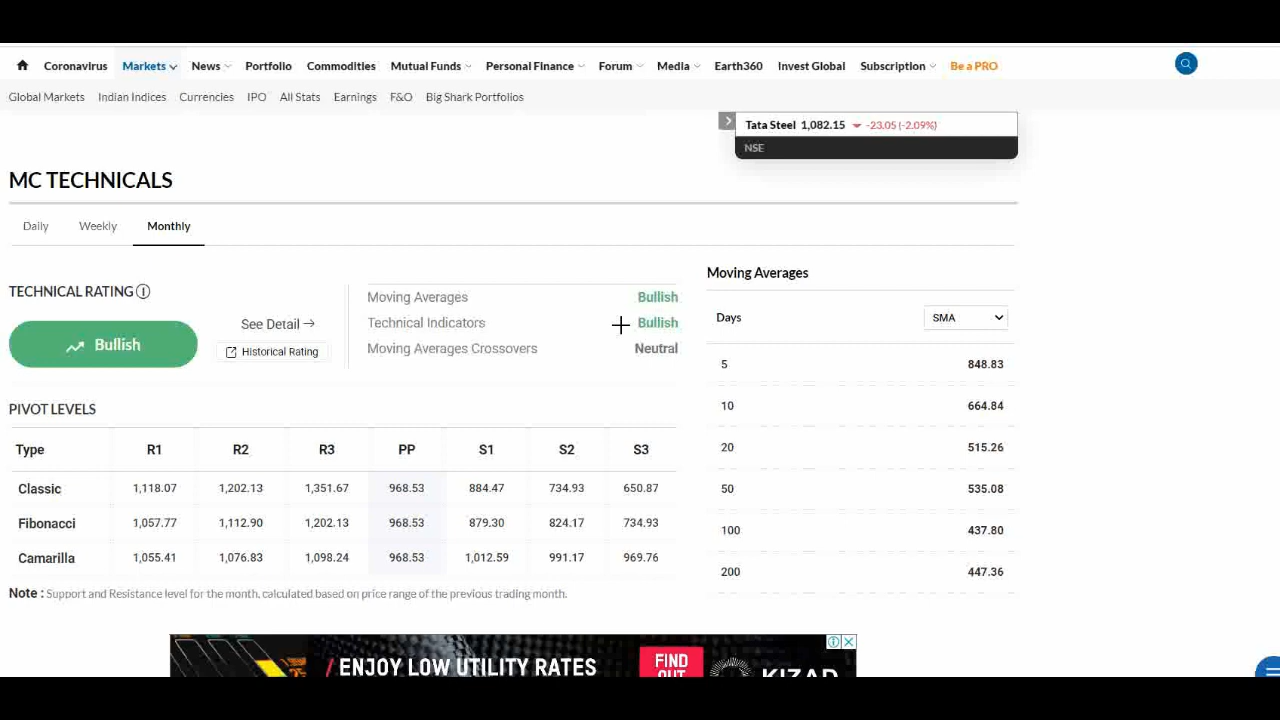 Coronavirus Markets News Portfolio Commodities Mutual Funds Personal Finance Forum Media Earth360 Invest Global Subscription Be a PRO
Global Markets Indian Indices Currencies IPO All Stats Earnings F&O Big Shark Portfolios
Tata Steel 1,082.15 -23.05 (-2.09%)
NSE
MC TECHNICALS
Daily Weekly Monthly
TECHNICAL RATING
Bullish
See Detail
Historical Rating
Moving Averages Bullish
Technical Indicators Bullish
Moving Averages Crossovers Neutral
Moving Averages
Days SMA
5 848.83
10 664.84
20 515.26
50 535.08
100 437.80
200 447.36
PIVOT LEVELS
Type R1 R2 R3 PP S1 S2 S3
Classic 1,118.07 1,202.13 1,351.67 968.53 884.47 734.93 650.87
Fibonacci 1,057.77 1,112.90 1,202.13 968.53 879.30 824.17 734.93
Camarilla 1,055.41 1,076.83 1,098.24 968.53 1,012.59 991.17 969.76
Note : Support and Resistance level for the month, calculated based on price range of the previous trading month.
ENJOY LOW UTILITY RATES
FIND
OUT
KIZAD